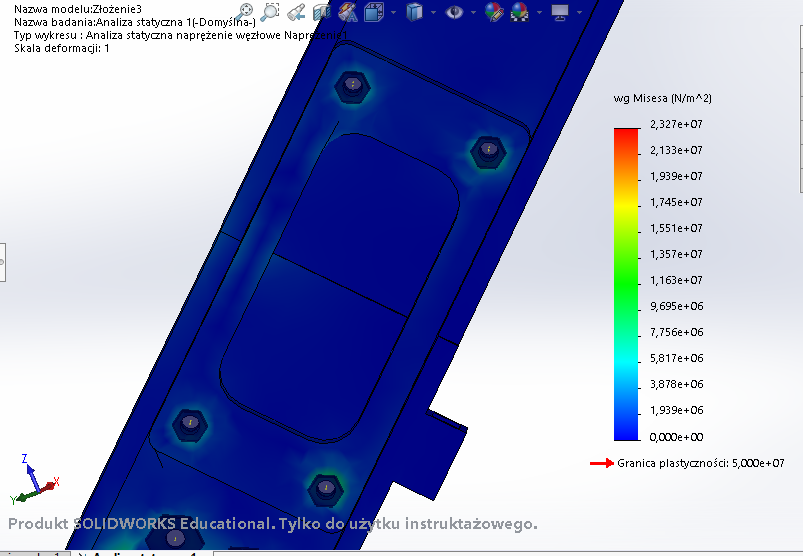 Nazwa modelu:Złożenie3
Nazwa badania:Analiza statyczna 1(-Domyślna-)
Typ wykresu : Analiza statyczna naprężenie węzłowe Naprężenie1
Skala deformacji: 1
wg Misesa (N/m^2)
2,327e+07
2,133e+07
1,939e+07
1,745e+07
1,551e+07
1,357e+07
1,163e+07
9,695e+06
7,756e+06
5,817e+06
3,878e+06
1,939e+06
0,000e+00
Granica plastyczności: 5,000e+07
Z
X
Y
Produkt SOLIDWORKS Educational. Tylko do użytku instruktażowego.